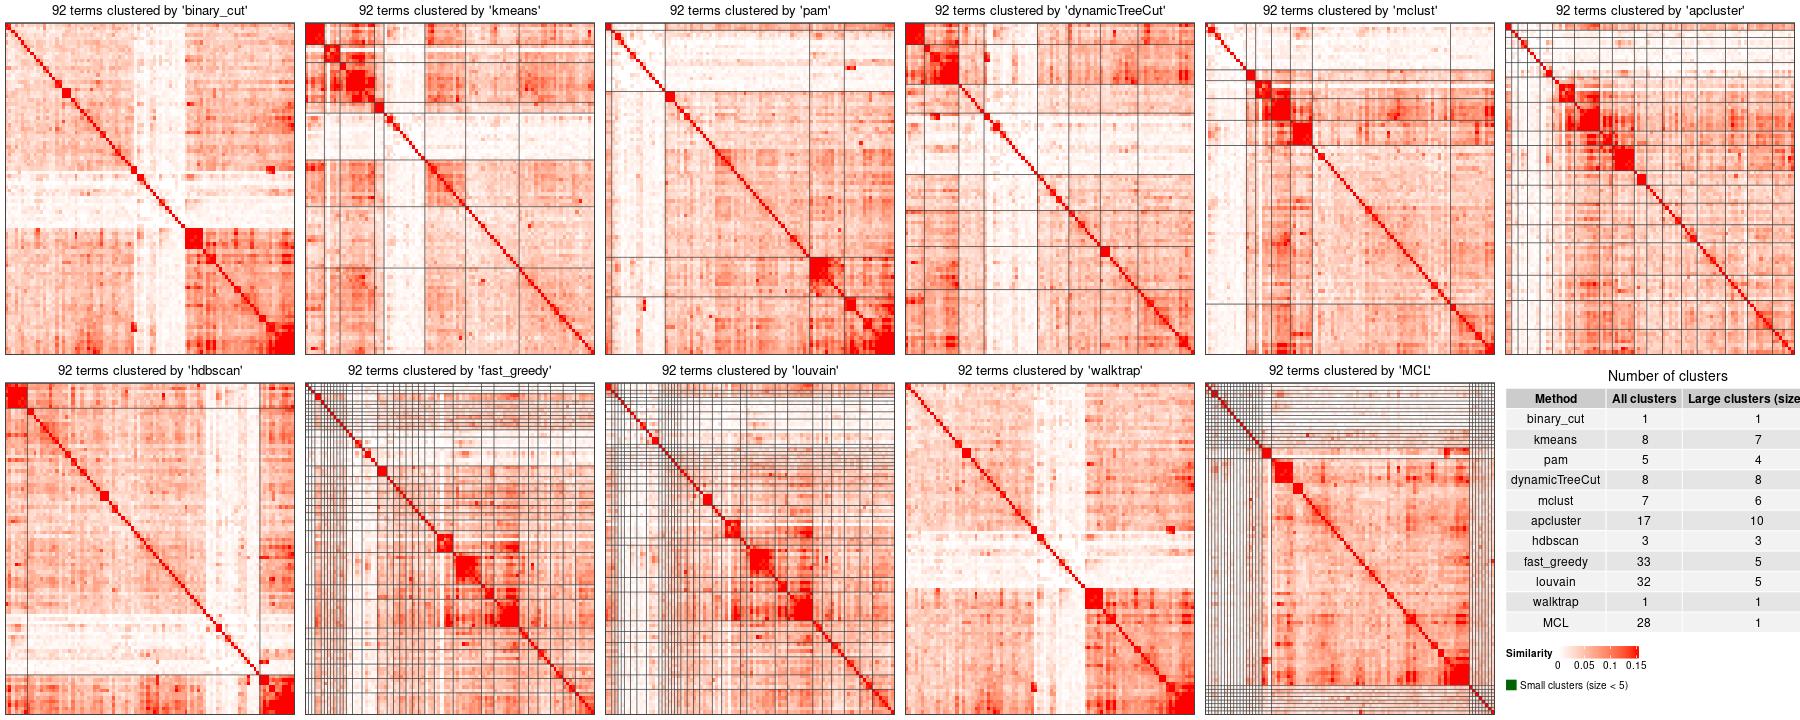 92 terms clustered by 'binary_cut'
92 terms clustered by 'kmeans'
92 terms clustered by 'pam'
92 terms clustered by 'dynamicTreeCut'
92 terms clustered by 'mclust'
92 terms clustered by 'apcluster'
92 terms clustered by 'hdbscan'
92 terms clustered by 'fast_greedy'
92 terms clustered by 'louvain'
92 terms clustered by 'walktrap'
92 terms clustered by 'MCL'
Number of clusters
Method All clusters Large clusters (size
binary_cut 1 1
kmeans 8 7
pam 5 4
dynamicTreeCut 8 8
mclust 7 6
apcluster 17 10
hdbscan 3 3
fast_greedy 33 5
louvain 32 5
walktrap 1 1
MCL 28 1
Similarity
0 0.05 0.1 0.15
Small clusters (size < 5)